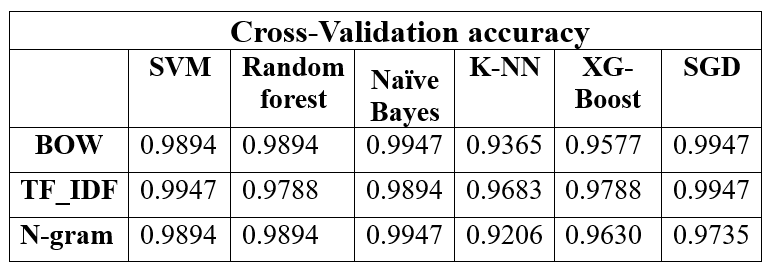 Cross-Validation accuracy
SVM Random forest Naïve Bayes K-NN XG-Boost SGD
BOW 0.9894 0.9894 0.9947 0.9365 0.9577 0.9947
TF_IDF 0.9947 0.9788 0.9894 0.9683 0.9788 0.9947
N-gram 0.9894 0.9894 0.9947 0.9206 0.9630 0.9735